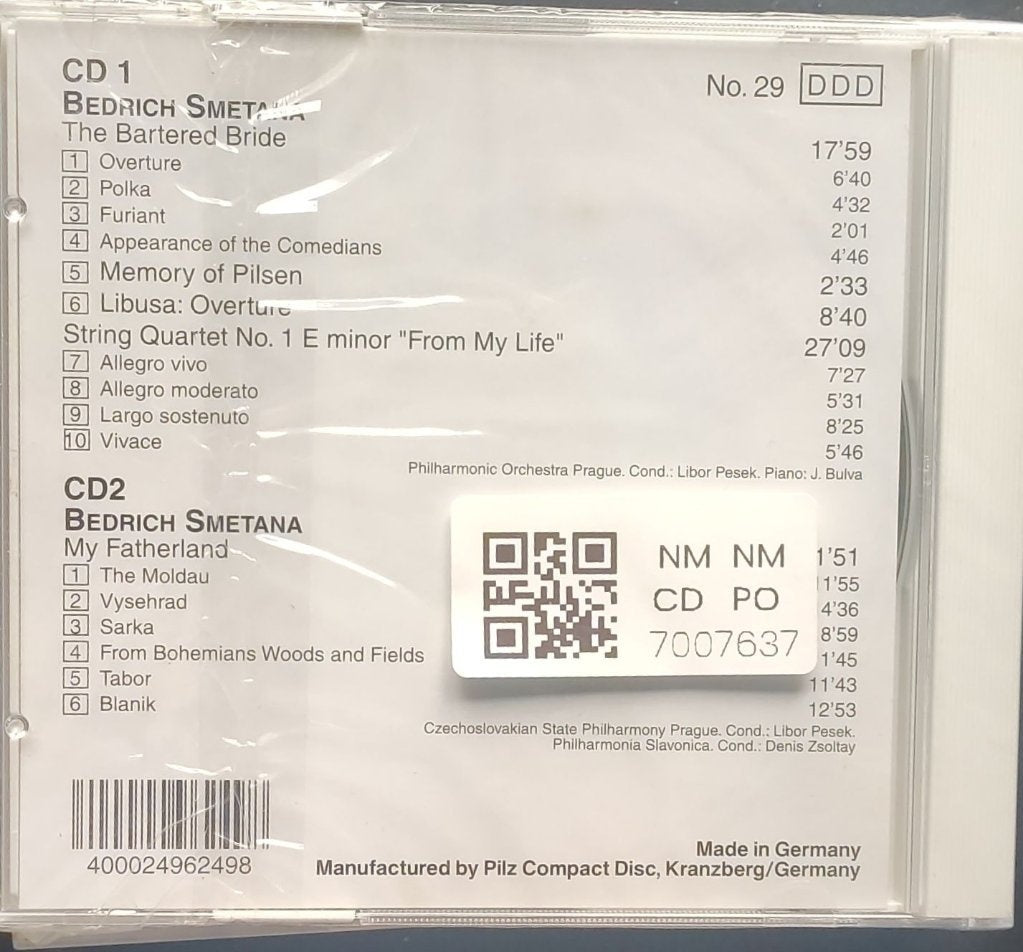 CD 1
No. 29 DDD
BEDRICH SMETANA
The Bartered Bride 17'59
1 Overture 6'40
2 Polka 4'32
3 Furiant 2'01
4 Appearance of the Comedians 4'46
5 Memory of Pilsen 2'33
6 Libusa: Overture 8'40
String Quartet No. 1 E minor "From My Life" 27'09
7 Allegro vivo 7'27
8 Allegro moderato 5'31
9 Largo sostenuto 8'25
10 Vivace 5'46
Philharmonic Orchestra Prague. Cond.: Libor Pesek. Piano: J. Bulva
CD2
BEDRICH SMETANA
My Fatherland 1'51
1 The Moldau 11'55
2 Vysehrad 4'36
3 Sarka 8'59
4 From Bohemians Woods and Fields 1'45
5 Tabor 11'43
6 Blanik 12'53
NM NM
CD PO
7007637
Czechoslovakian State Philharmony Prague. Cond.: Libor Pesek.
Philharmonia Slavonica. Cond.: Denis Zsoltay
400024962498
Made in Germany
Manufactured by Pilz Compact Disc, Kranzberg/Germany